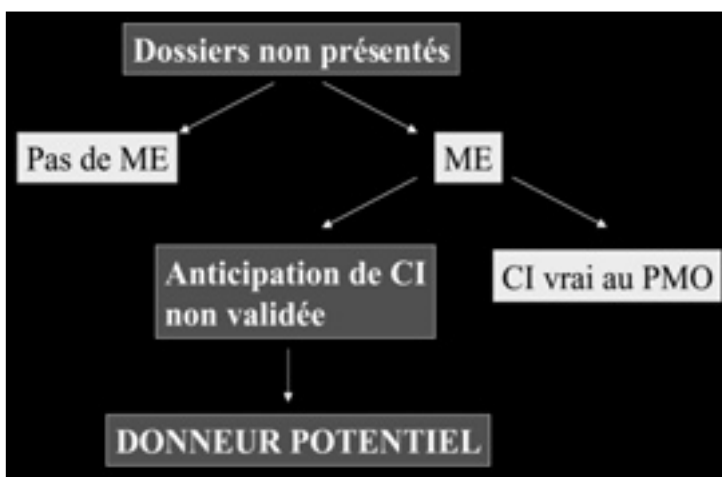 Dossiers non présentés
Pas de ME
ME
Anticipation de CI
non validée
CI vrai au PMO
DONNEUR POTENTIEL